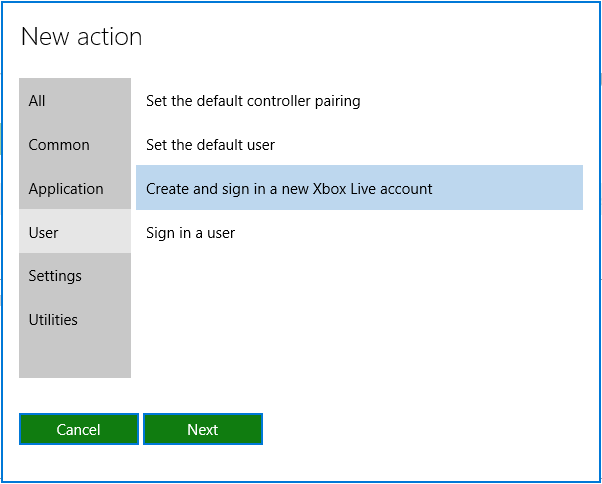 New action
All
Common
Application
User
Settings
Utilities
Set the default controller pairing
Set the default user
Create and sign in a new Xbox Live account
Sign in a user
Cancel
Next